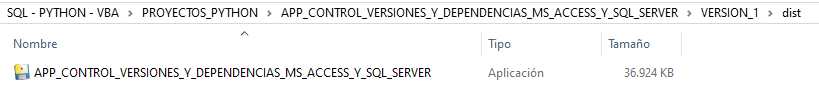 SQL - PYTHON - VBA > PROYECTOS_PYTHON > APP_CONTROL_VERSIONES_Y_DEPENDENCIAS_MS_ACCESS_Y_SQL_SERVER > VERSION_1 > dist
Nombre Tipo Tamaño
APP_CONTROL_VERSIONES_Y_DEPENDENCIAS_MS_ACCESS_Y_SQL_SERVER Aplicación 36.924 KB